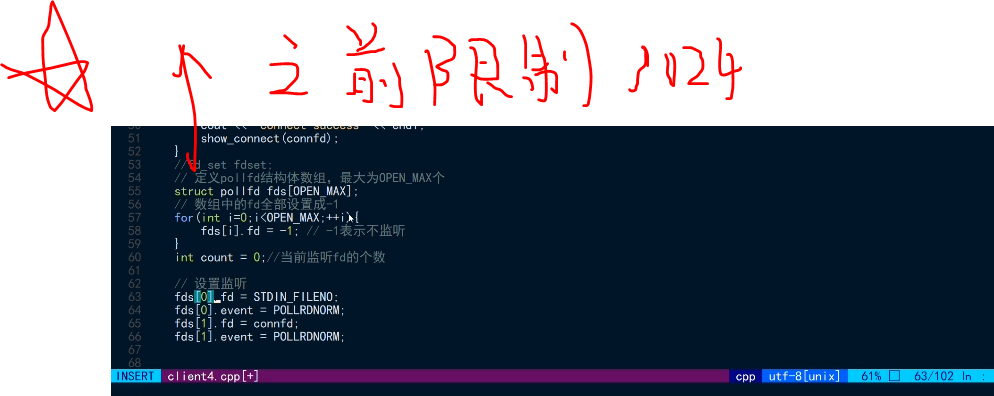 之前限制1024
50 cout << "connect success" << endl;
51 show_connect(connfd);
52 }
53 //fd_set fdset;
54 // 定义pollfd结构体数组，最大为OPEN_MAX个
55 struct pollfd fds[OPEN_MAX];
56 // 数组中的fd全部设置成-1
57 for(int i=0;i<OPEN_MAX;++i){
58 fds[i].fd = -1; // -1表示不监听
59 }
60 int count = 0;//当前监听fd的个数
61
62 // 设置监听
63 fds[0].fd = STDIN_FILENO;
64 fds[0].event = POLLRDNORM;
65 fds[1].fd = connfd;
66 fds[1].event = POLLRDNORM;
67
68
INSERT client4.cpp[+] cpp utf-8[unix] 61% 63/102 ln :